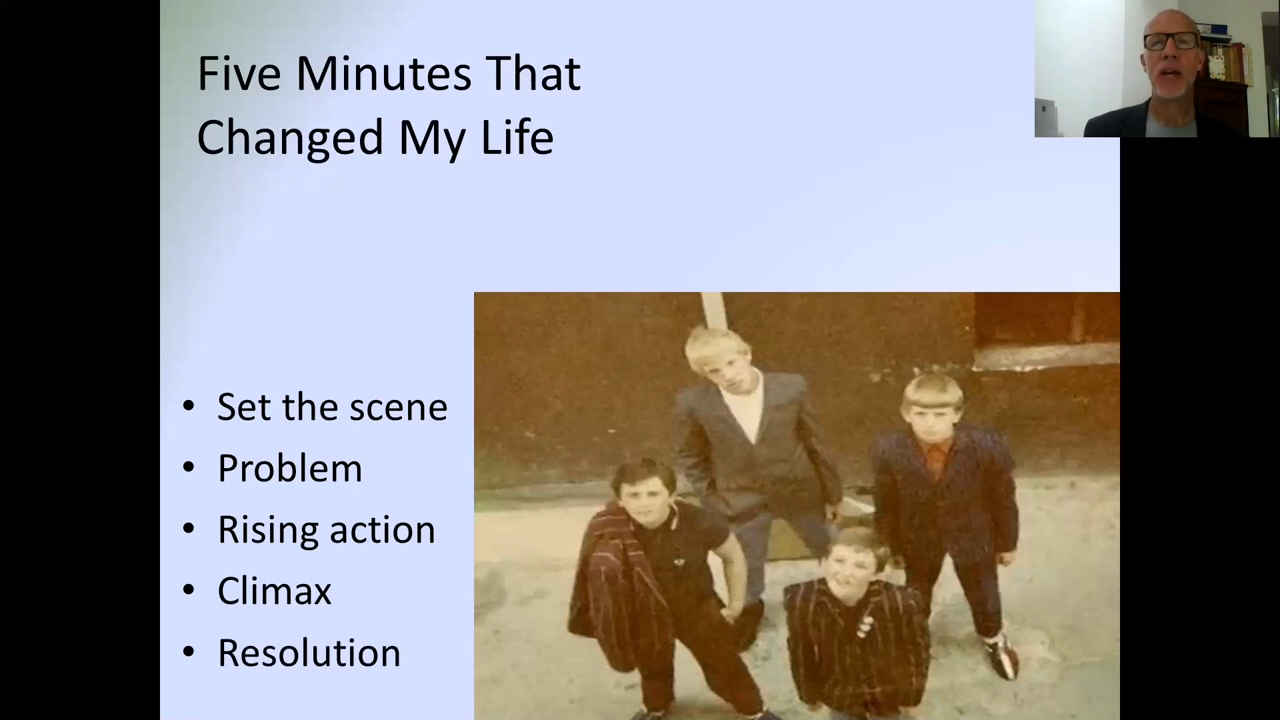 Five Minutes That
Changed My Life
• Set the scene
• Problem
• Rising action
• Climax
• Resolution